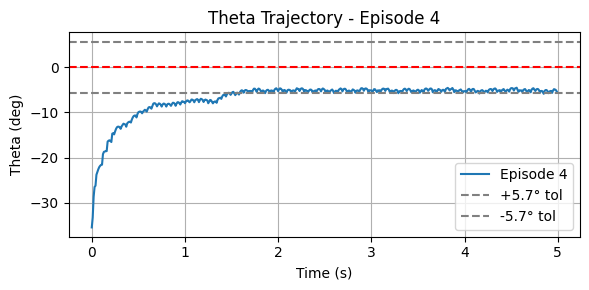 Theta Trajectory - Episode 4
Theta (deg)
0
−10
−20
−30
0
1
2
3
4
5
Time (s)
Episode 4
+5.7° tol
-5.7° tol